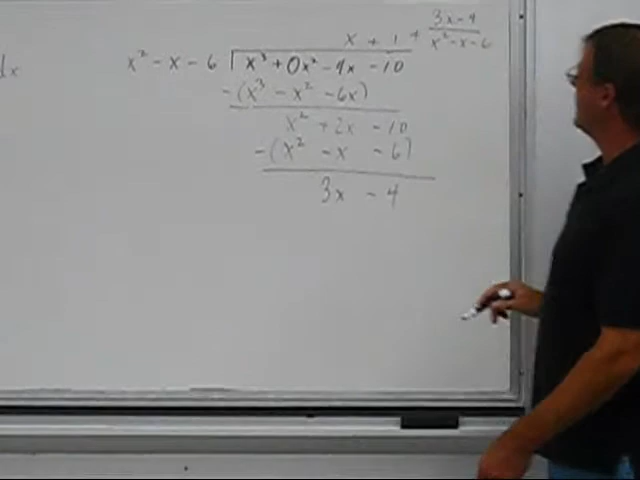 x + 1 + 3x-4 / x²-x-6
dx
x² - x - 6 | x³ + 0x² - 4x - 10
-(x³ - x² - 6x)
x² + 2x - 10
-(x² - x - 6)
3x - 4